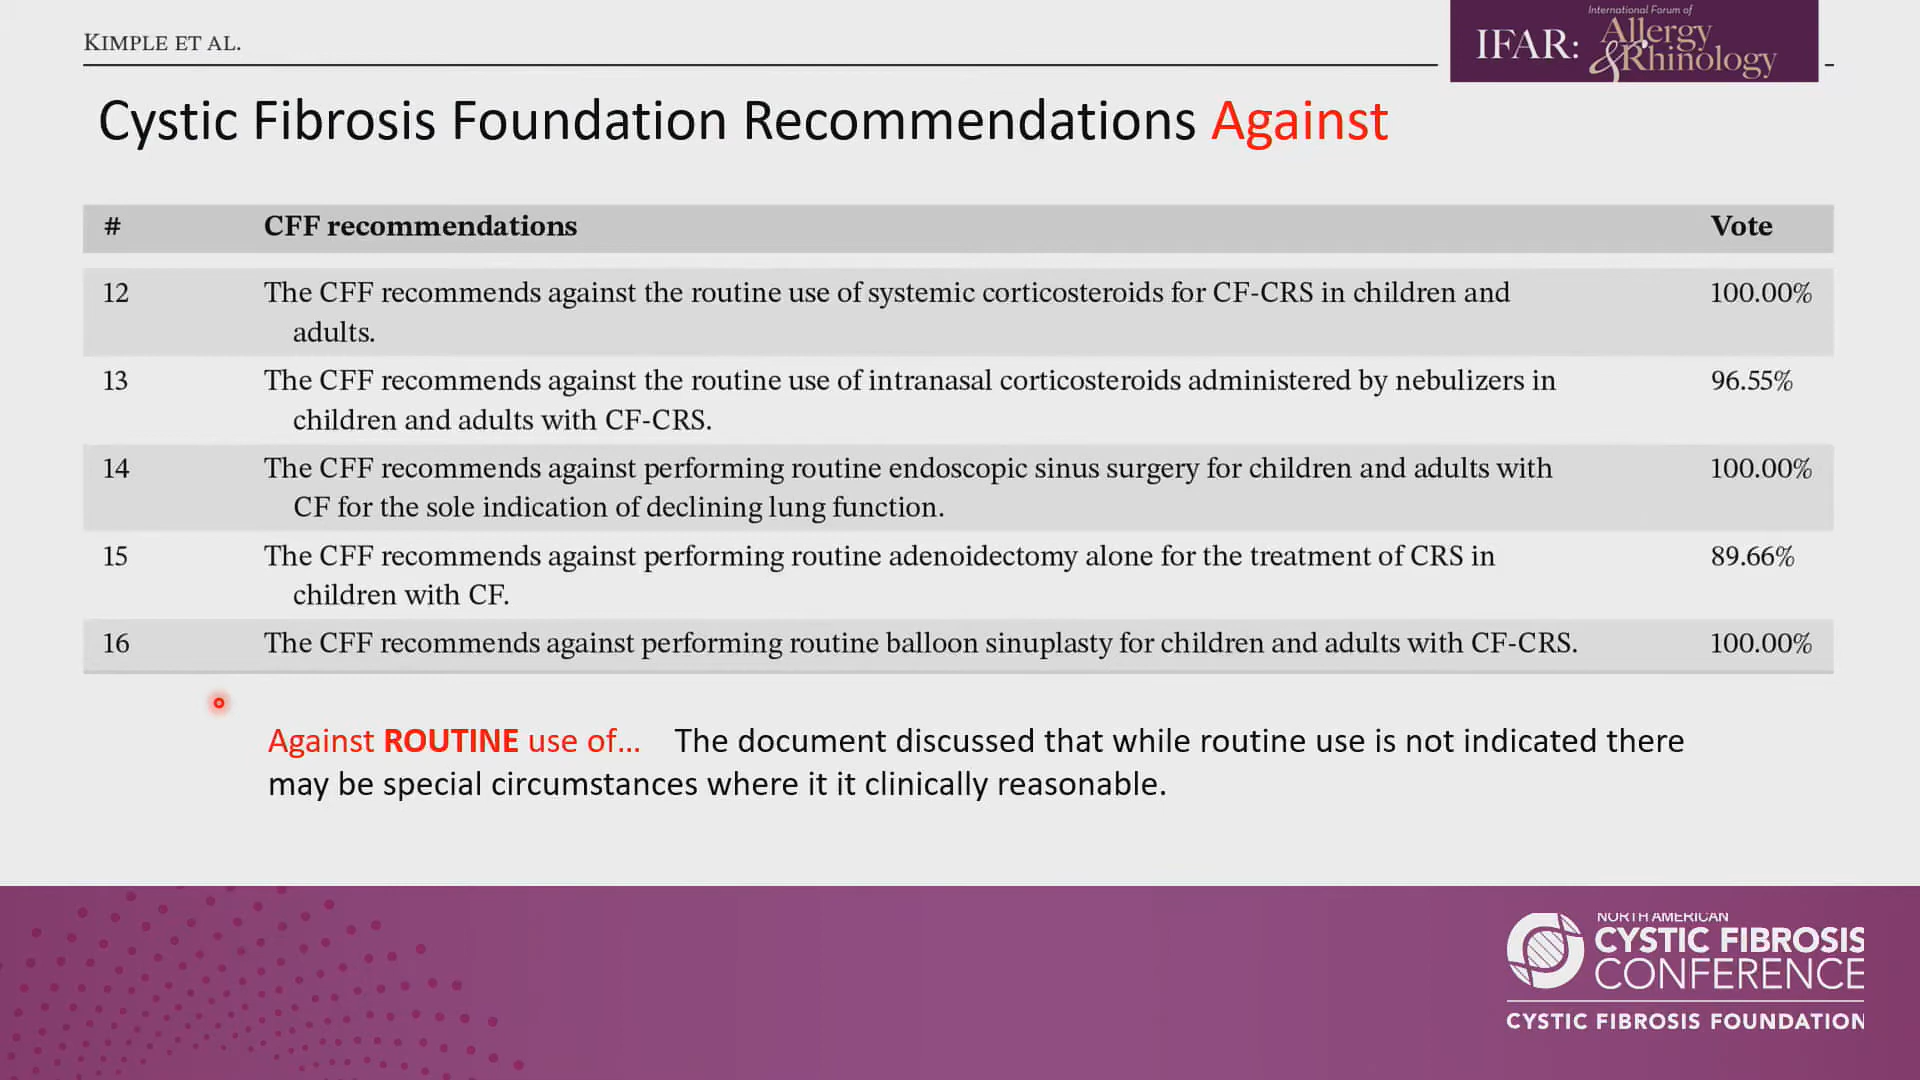 KIMPLE ET AL.
International Forum of
IFAR: Allergy
& Rhinology
Cystic Fibrosis Foundation Recommendations Against
# CFF recommendations Vote
12 The CFF recommends against the routine use of systemic corticosteroids for CF-CRS in children and 100.00%
adults.
13 The CFF recommends against the routine use of intranasal corticosteroids administered by nebulizers in 96.55%
children and adults with CF-CRS.
14 The CFF recommends against performing routine endoscopic sinus surgery for children and adults with 100.00%
CF for the sole indication of declining lung function.
15 The CFF recommends against performing routine adenoidectomy alone for the treatment of CRS in 89.66%
children with CF.
16 The CFF recommends against performing routine balloon sinuplasty for children and adults with CF-CRS. 100.00%
Against ROUTINE use of... The document discussed that while routine use is not indicated there
may be special circumstances where it it clinically reasonable.
NORTH AMERICAN
CYSTIC FIBROSIS
CONFERENCE
CYSTIC FIBROSIS FOUNDATION